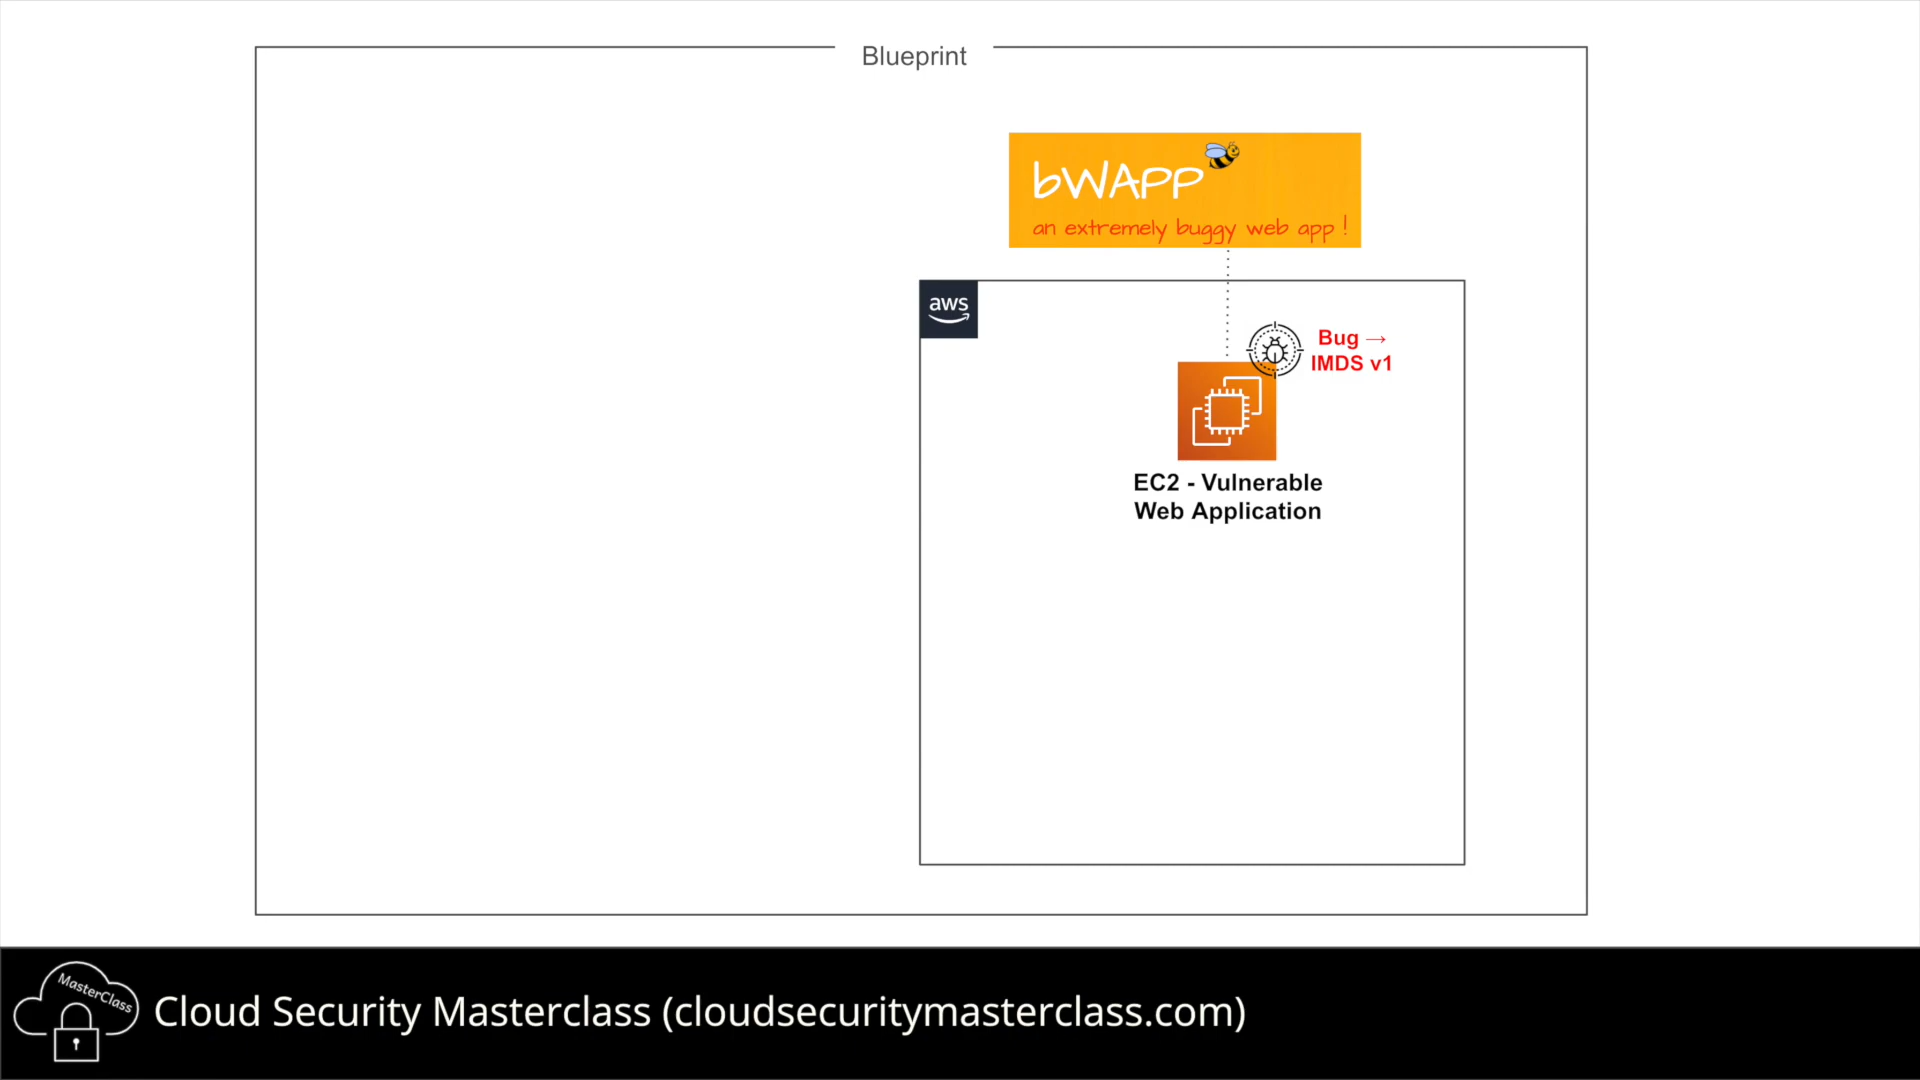 Blueprint
bWAPP
an extremely buggy web app !
aws
Bug →
IMDS v1
EC2 - Vulnerable
Web Application
MasterClass
Cloud Security Masterclass (cloudsecuritymasterclass.com)